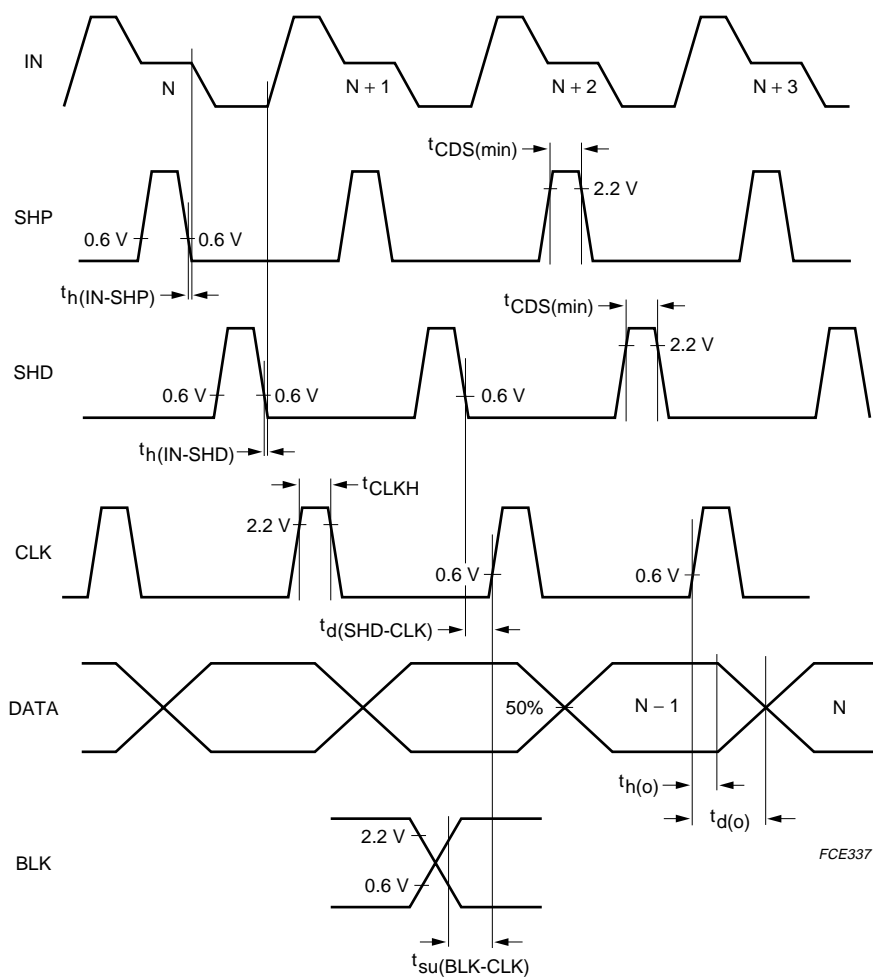 IN
N
N + 1
N + 2
N + 3
tCDS(min)
2.2 V
SHP
0.6 V
0.6 V
th(IN-SHP)
tCDS(min)
2.2 V
SHD
0.6 V
0.6 V
0.6 V
th(IN-SHD)
tCLKH
2.2 V
CLK
0.6 V
0.6 V
td(SHD-CLK)
DATA
50%
N − 1
N
th(o)
td(o)
2.2 V
BLK
0.6 V
FCE337
tsu(BLK-CLK)